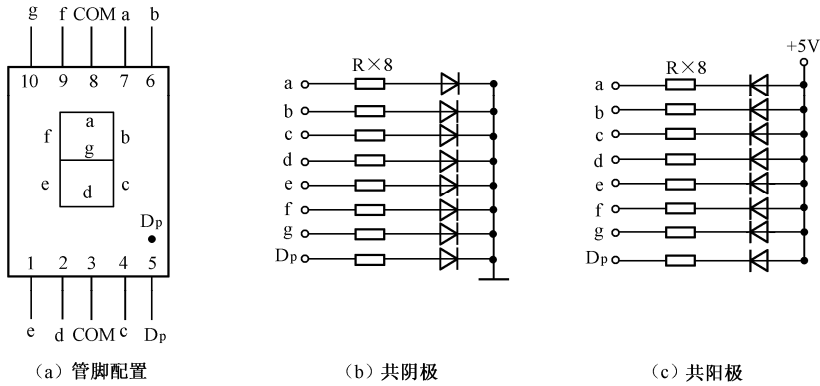 g f COM a b
10 9 8 7 6
a
f b
g
e d c
Dp
1 2 3 4 5
e d COM c Dp
(a) 管脚配置
R×8
a
b
c
d
e
f
g
Dp
(b) 共阴极
+5V
R×8
a
b
c
d
e
f
g
Dp
(c) 共阳极